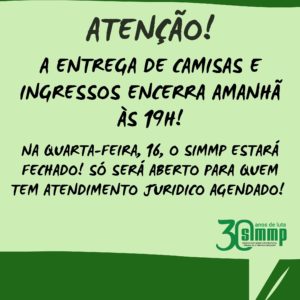 ATENÇÃO!
A ENTREGA DE CAMISAS E
INGRESSOS ENCERRA AMANHÃ
ÀS 19H!
NA QUARTA-FEIRA, 16, O SIMMP ESTARÁ
FECHADO! SÓ SERÁ ABERTO PARA QUEM
TEM ATENDIMENTO JURIDICO AGENDADO!
30 anos de luta
simmp